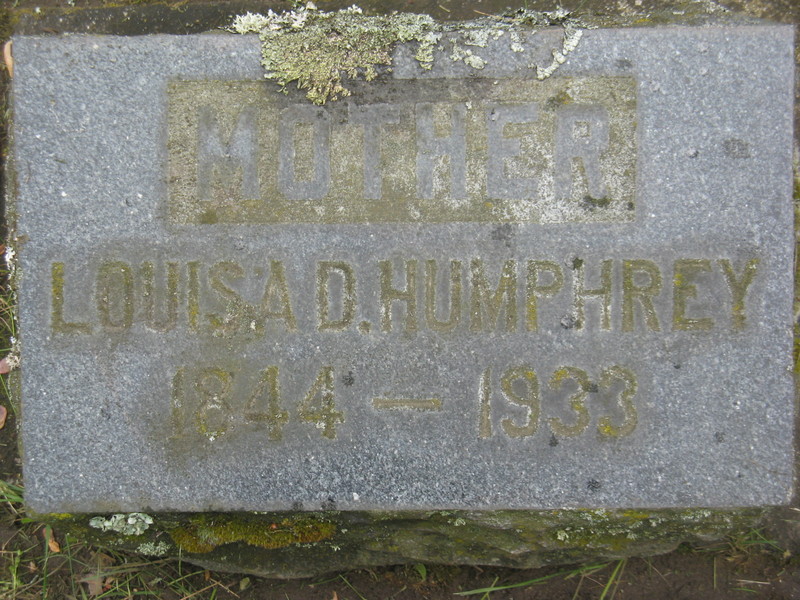 MOTHER
LOUISA D. HUMPHREY
1844 — 1933